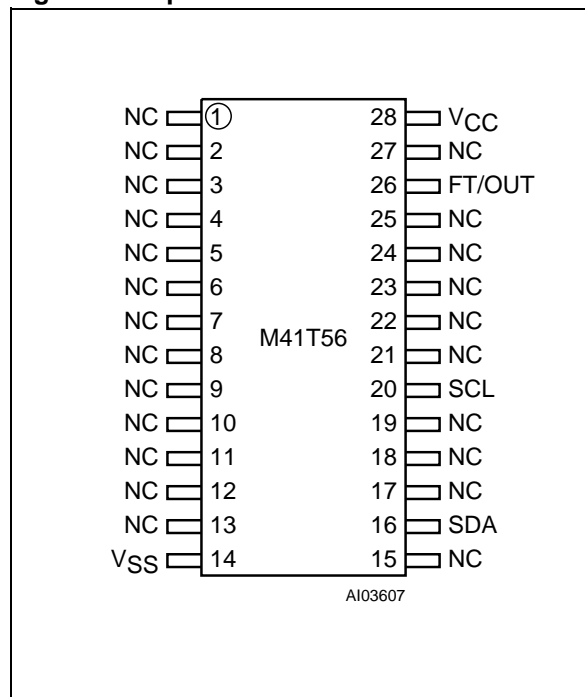 NC 1 28 VCC
NC 2 27 NC
NC 3 26 FT/OUT
NC 4 25 NC
NC 5 24 NC
NC 6 23 NC
NC 7 22 NC
M41T56
NC 8 21 NC
NC 9 20 SCL
NC 10 19 NC
NC 11 18 NC
NC 12 17 NC
NC 13 16 SDA
VSS 14 15 NC
AI03607